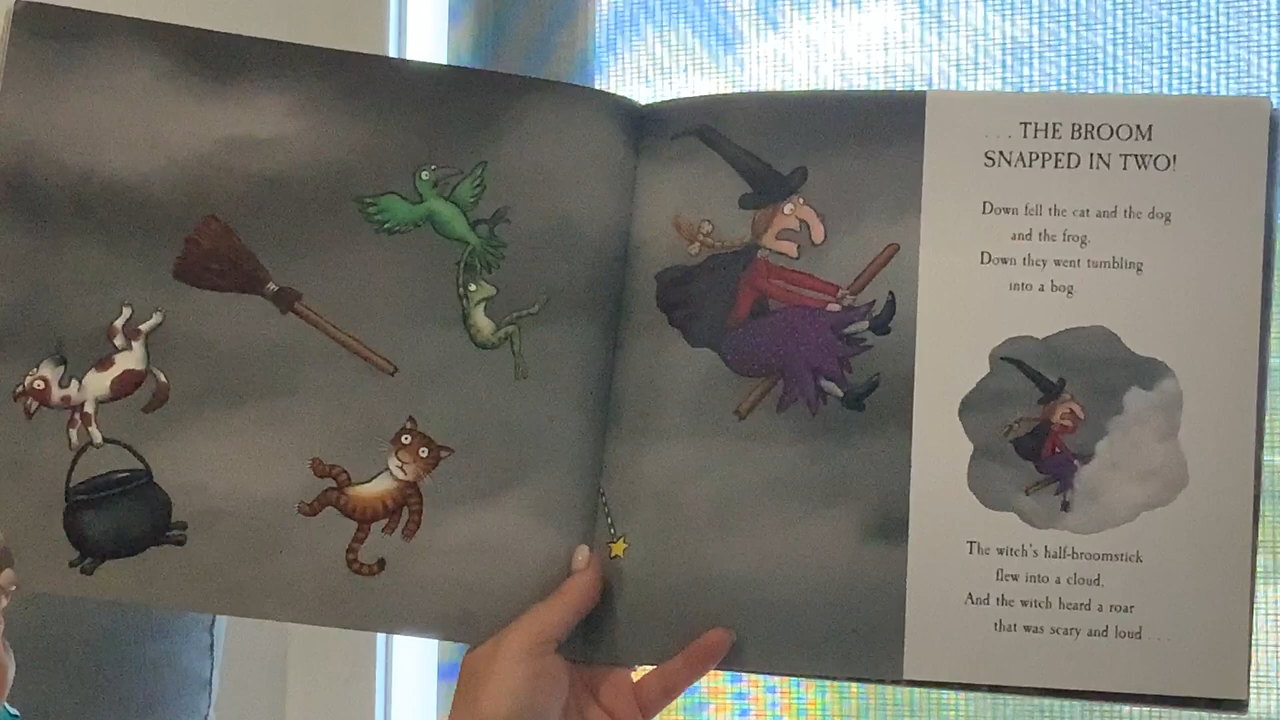 ... THE BROOM
SNAPPED IN TWO!
Down fell the cat and the dog
and the frog.
Down they went tumbling
into a bog.
The witch's half-broomstick
flew into a cloud,
And the witch heard a roar
that was scary and loud ....